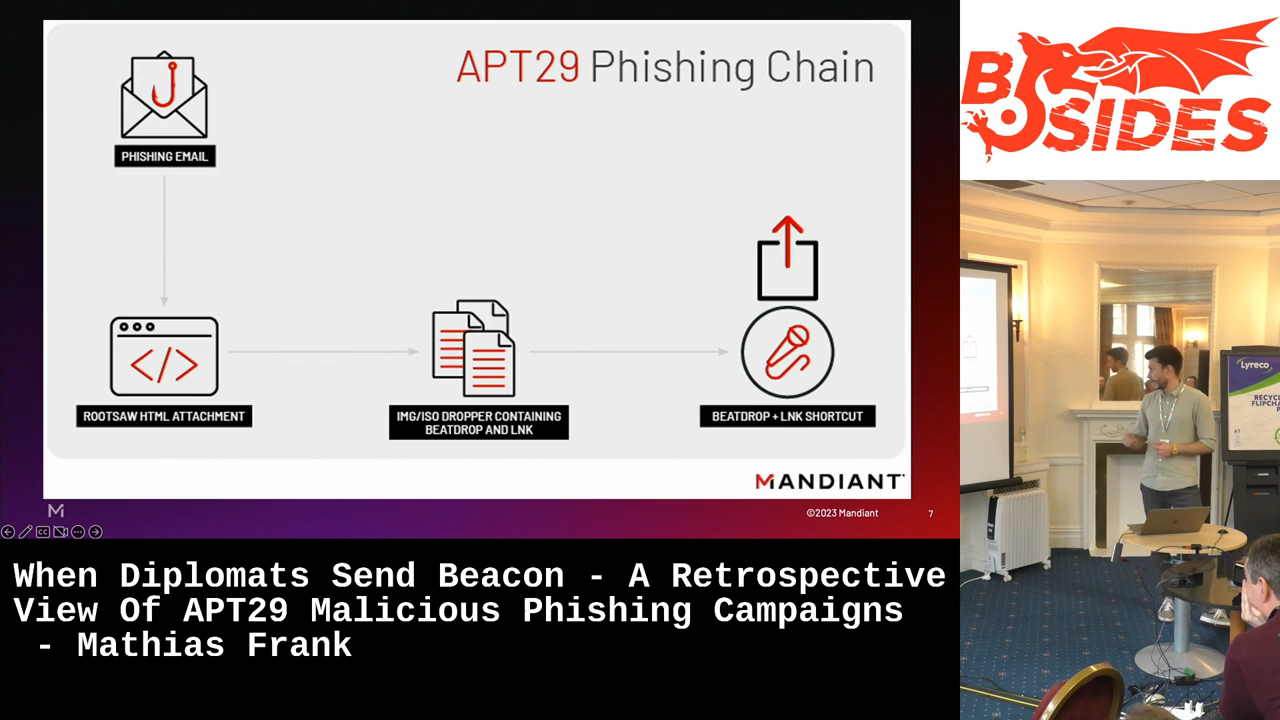 APT29 Phishing Chain
PHISHING EMAIL
ROOTSAW HTML ATTACHMENT
IMG/ISO DROPPER CONTAINING
BEATDROP AND LNK
BEATDROP + LNK SHORTCUT
MANDIANT
©2023 Mandiant
7
When Diplomats Send Beacon - A Retrospective
View Of APT29 Malicious Phishing Campaigns
- Mathias Frank
BSIDES
Lyreco